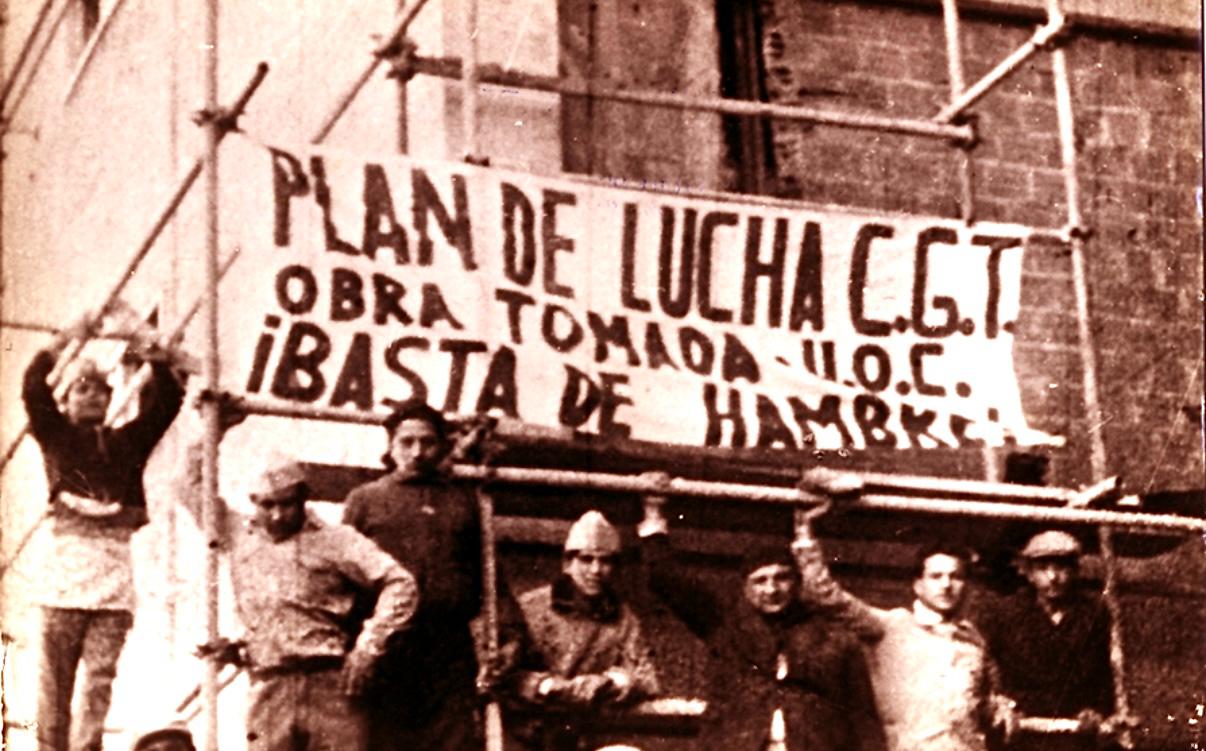 PLAN DE LUCHA C.G.T.
OBRA TOMADA - U.O.C.
¡BASTA DE HAMBRE!